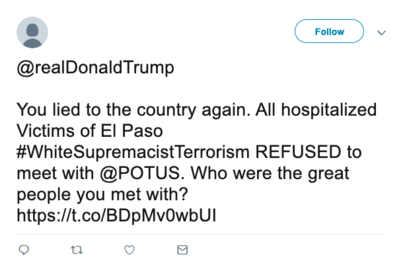 Follow
@realDonaldTrump
You lied to the country again. All hospitalized
Victims of El Paso
#WhiteSupremacistTerrorism REFUSED to
meet with @POTUS. Who were the great
people you met with?
https://t.co/BDpMv0wbUI